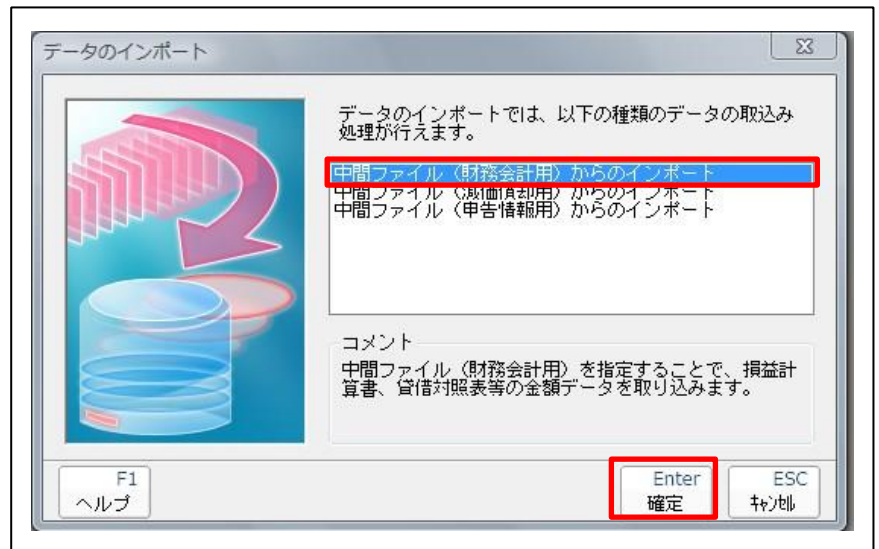 データのインポート
データのインポートでは、以下の種類のデータの取込み
処理が行えます。
中間ファイル（財務会計用）からのインポート
中間ファイル（減価償却用）からのインポート
中間ファイル（申告情報用）からのインポート
コメント
中間ファイル（財務会計用）を指定することで、損益計
算書、貸借対照表等の金額データを取り込みます。
F1
ヘルプ
Enter
確定
ESC
ｷｬﾝｾﾙ